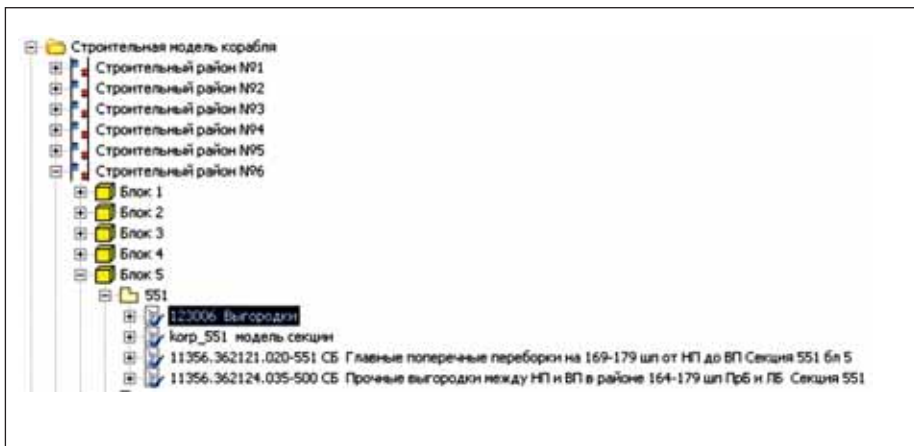 Строительная модель корабля
Строительный район №1
Строительный район №2
Строительный район №3
Строительный район №4
Строительный район №5
Строительный район №6
Блок 1
Блок 2
Блок 3
Блок 4
Блок 5
551
123006 Выгородки
korp_551 модель секции
11356.362121.020-551 СБ Главные поперечные переборки на 169-179 шп от НП до ВП Секция 551 бл 5
11356.362124.035-500 СБ Прочные выгородки между НП и ВП в районе 164-179 шп ПрБ и ЛБ Секция 551